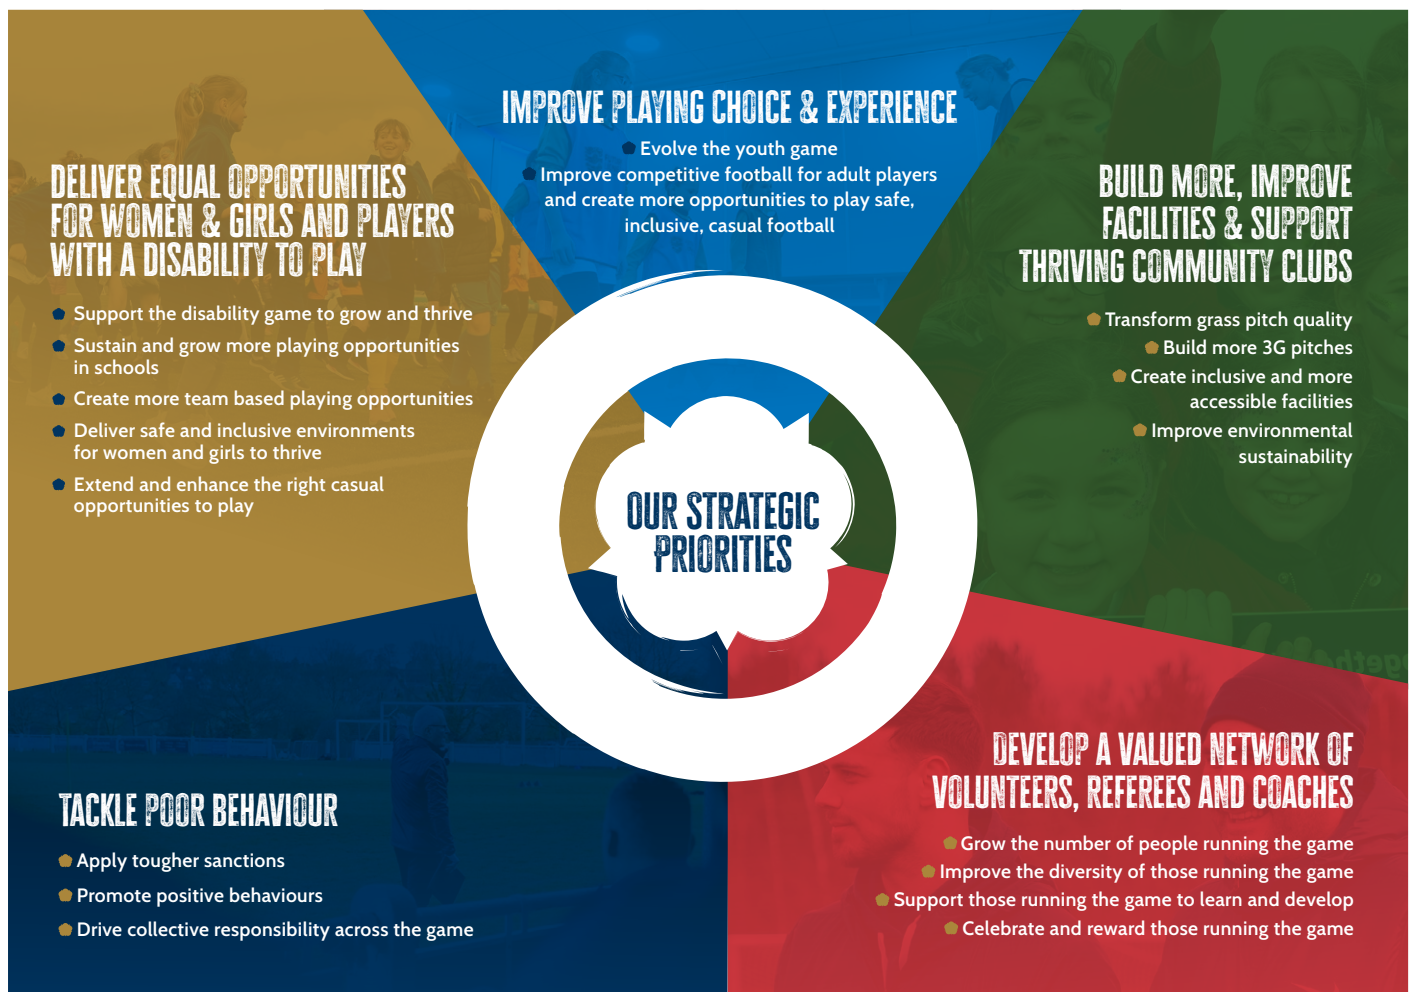 IMPROVE PLAYING CHOICE & EXPERIENCE
Evolve the youth game
Improve competitive football for adult players
and create more opportunities to play safe,
inclusive, casual football
DELIVER EQUAL OPPORTUNITIES
FOR WOMEN & GIRLS AND PLAYERS
WITH A DISABILITY TO PLAY
Support the disability game to grow and thrive
Sustain and grow more playing opportunities
in schools
Create more team based playing opportunities
Deliver safe and inclusive environments
for women and girls to thrive
Extend and enhance the right casual
opportunities to play
BUILD MORE, IMPROVE
FACILITIES & SUPPORT
THRIVING COMMUNITY CLUBS
Transform grass pitch quality
Build more 3G pitches
Create inclusive and more
accessible facilities
Improve environmental
sustainability
OUR STRATEGIC
PRIORITIES
TACKLE POOR BEHAVIOUR
Apply tougher sanctions
Promote positive behaviours
Drive collective responsibility across the game
DEVELOP A VALUED NETWORK OF
VOLUNTEERS, REFEREES AND COACHES
Grow the number of people running the game
Improve the diversity of those running the game
Support those running the game to learn and develop
Celebrate and reward those running the game